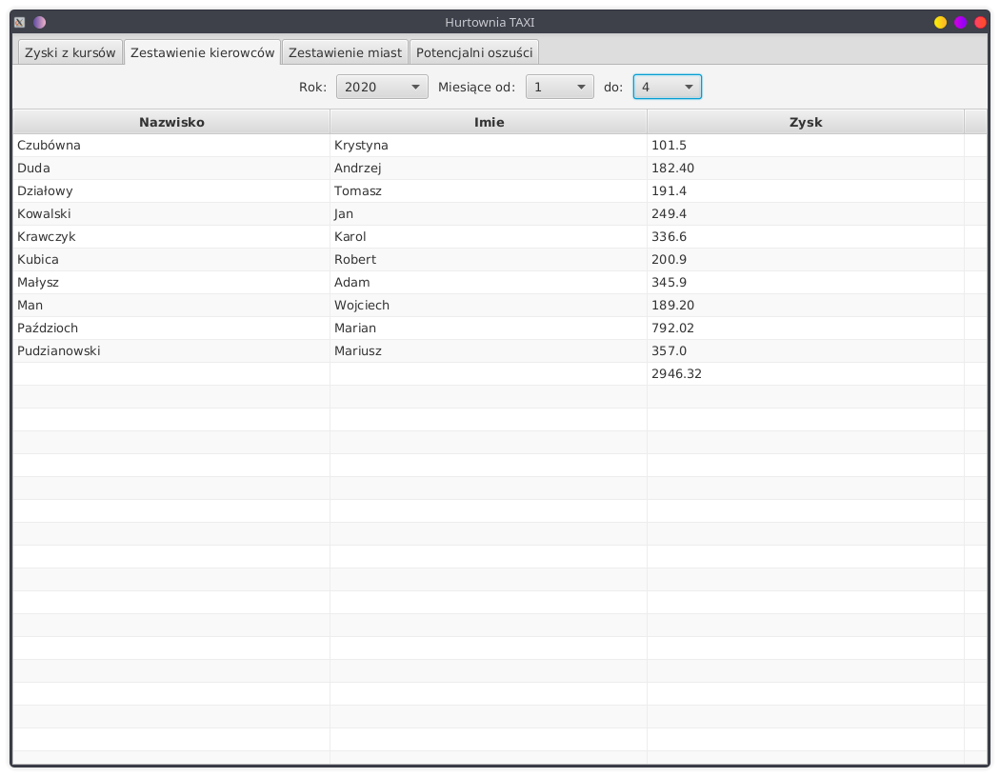 Hurtownia TAXI
Zyski z kursów Zestawienie kierowców Zestawienie miast Potencjalni oszuści
Rok: 2020 Miesiące od: 1 do: 4
Nazwisko Imie Zysk
Czubówna Krystyna 101.5
Duda Andrzej 182.40
Działowy Tomasz 191.4
Kowalski Jan 249.4
Krawczyk Karol 336.6
Kubica Robert 200.9
Małysz Adam 345.9
Man Wojciech 189.20
Paździoch Marian 792.02
Pudzianowski Mariusz 357.0
2946.32